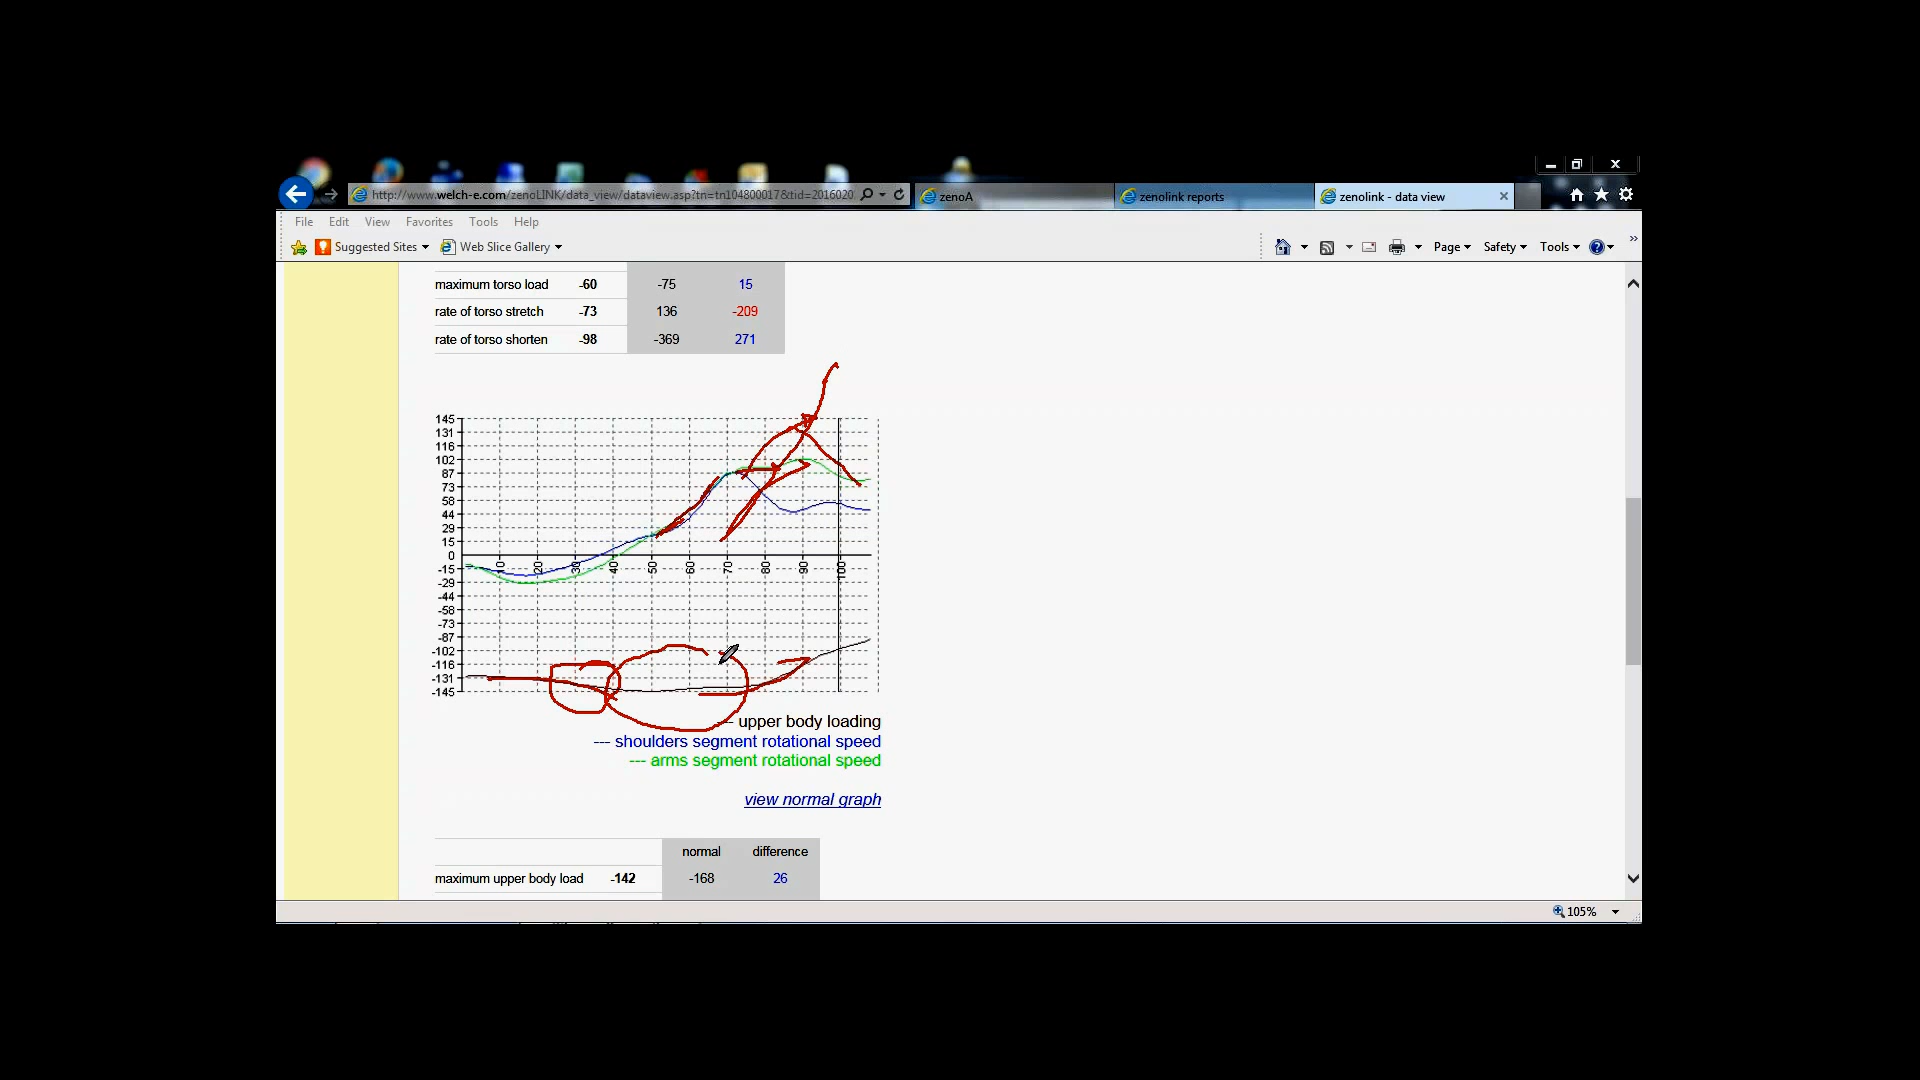 http://www.welch-e.com/zenoLINK/data_view/dataview.asp?tn=tn104800017&tid=2016020
zenoA
zenolink reports
zenolink - data view
File Edit View Favorites Tools Help
Suggested Sites Web Slice Gallery Page Safety Tools
maximum torso load -60 -75 15
rate of torso stretch -73 136 -209
rate of torso shorten -98 -369 271
145
131
116
102
87
73
58
44
29
15
0
10 20 30 40 50 60 70 80 90 100
-15
-29
-44
-58
-73
-87
-102
-116
-131
-145
--- upper body loading
--- shoulders segment rotational speed
--- arms segment rotational speed
view normal graph
normal difference
maximum upper body load -142 -168 26
105%